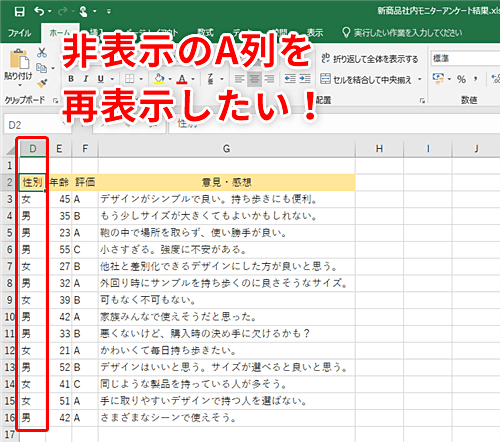 新商品社内モニターアンケート結果.xls
ファイル ホーム 数式 表示 実行したい作業を入力してください
非表示のA列を
再表示したい！
貼り付け B 折り返して全体を表示する 標準
セルを結合して中央揃え % ,
クリップボード 配置 数値
D2
D E F G H I J
1
2 性別 年齢 評価 意見・感想
3 女 45 A デザインがシンプルで良い。持ち歩きにも便利。
4 男 35 B もう少しサイズが大きくてもよいかもしれない。
5 男 23 A 鞄の中で場所を取らず、使い勝手が良い。
6 男 55 C 小さすぎる。強度に不安がある。
7 女 27 B 他社と差別化できるデザインにした方が良いと思う。
8 男 32 A 外回り時にサンプルを持ち歩くのに良さそうなサイズ。
9 女 39 B 可もなく不可もない。
10 男 42 A 家族みんなで使えそうだと思った。
11 男 33 B 悪くないけど、購入時の決め手に欠けるかも？
12 女 21 A かわいくて毎日持ち歩きたい。
13 男 52 B デザインはいいと思う。サイズが選べると良いと思う。
14 女 41 C 同じような製品を持っている人が多そう。
15 女 51 A 手に取りやすいデザインで持つ人を選ばない。
16 男 42 A さまざまなシーンで使えそう。